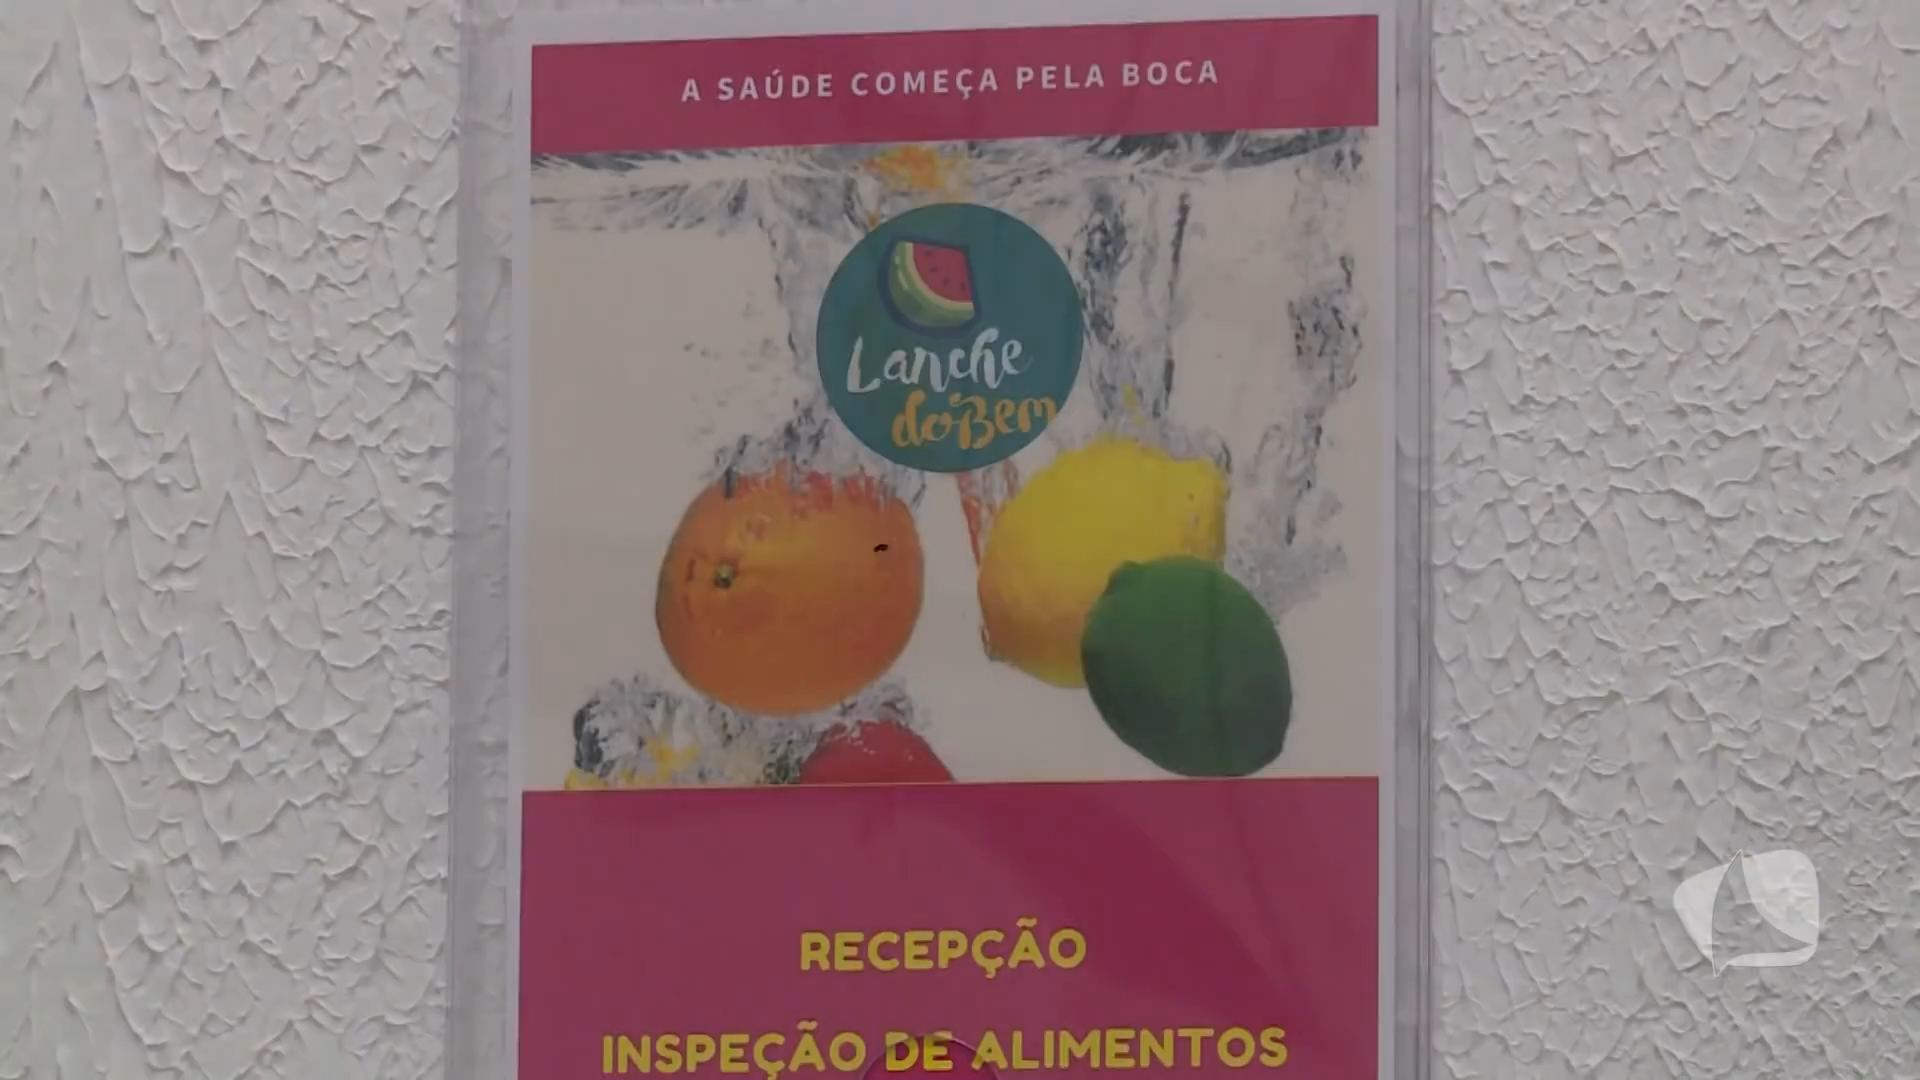 A SAÚDE COMEÇA PELA BOCA
Lanche
do Bem
RECEPÇÃO
INSPEÇÃO DE ALIMENTOS